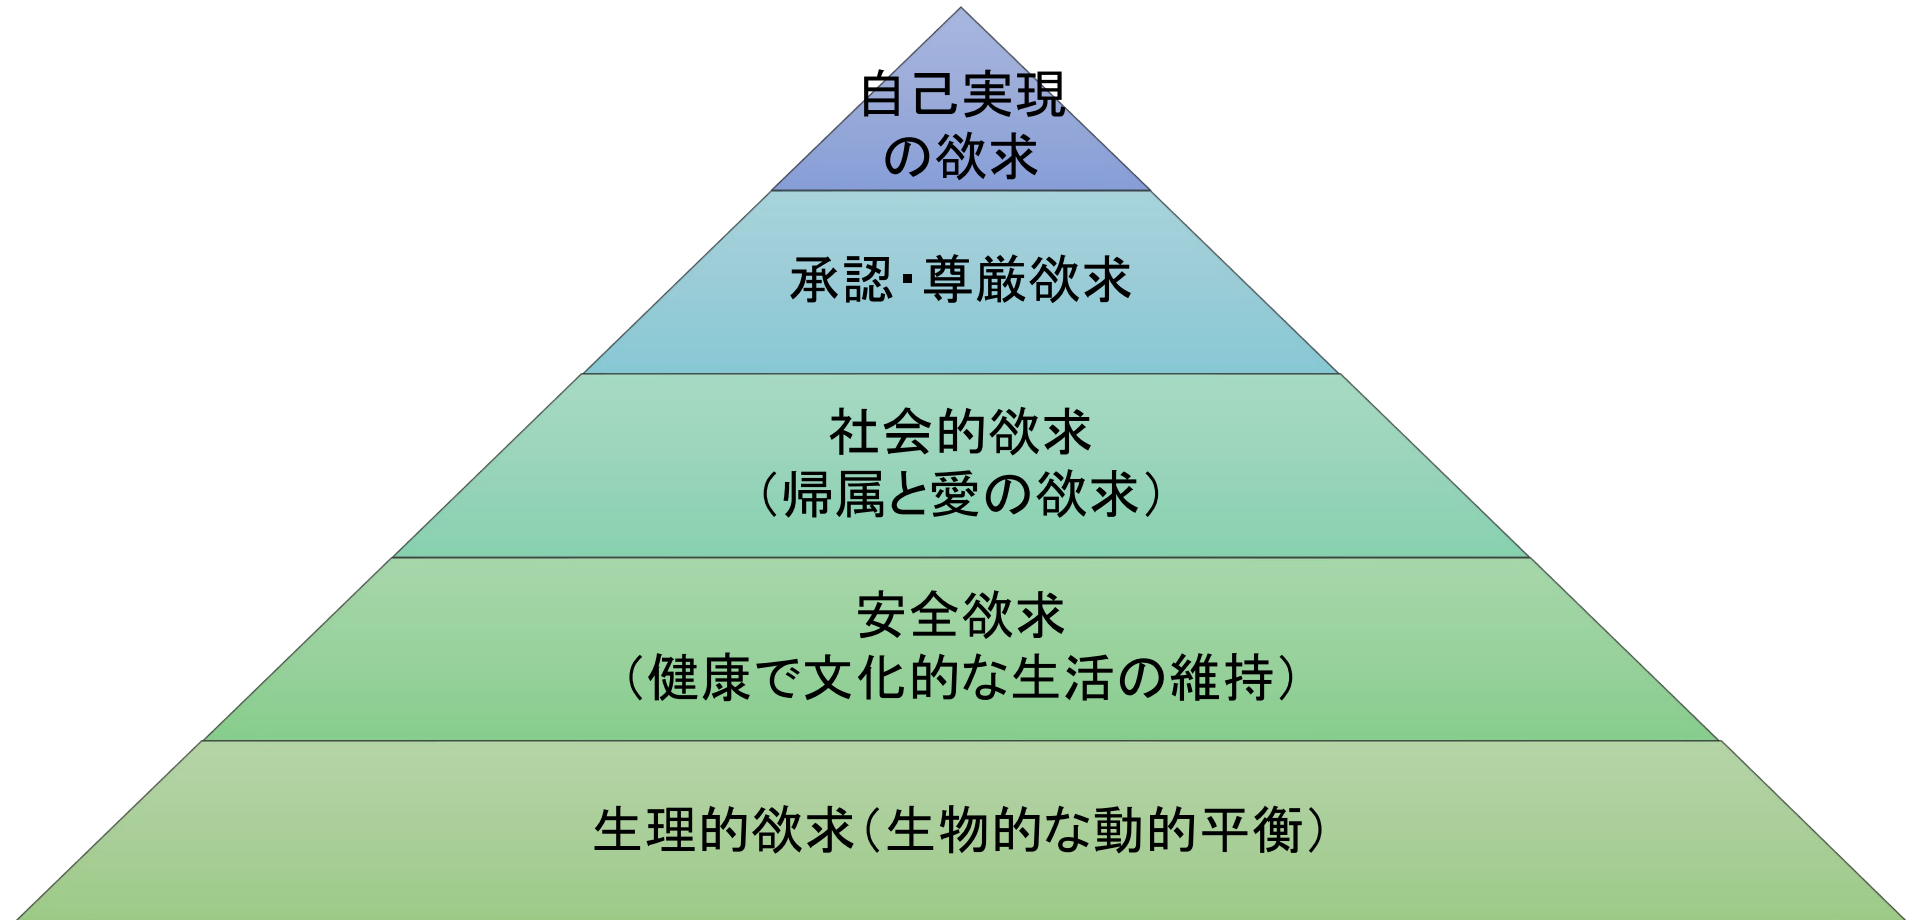 自己実現
の欲求
承認・尊厳欲求
社会的欲求
（帰属と愛の欲求）
安全欲求
（健康で文化的な生活の維持）
生理的欲求（生物的な動的平衡）